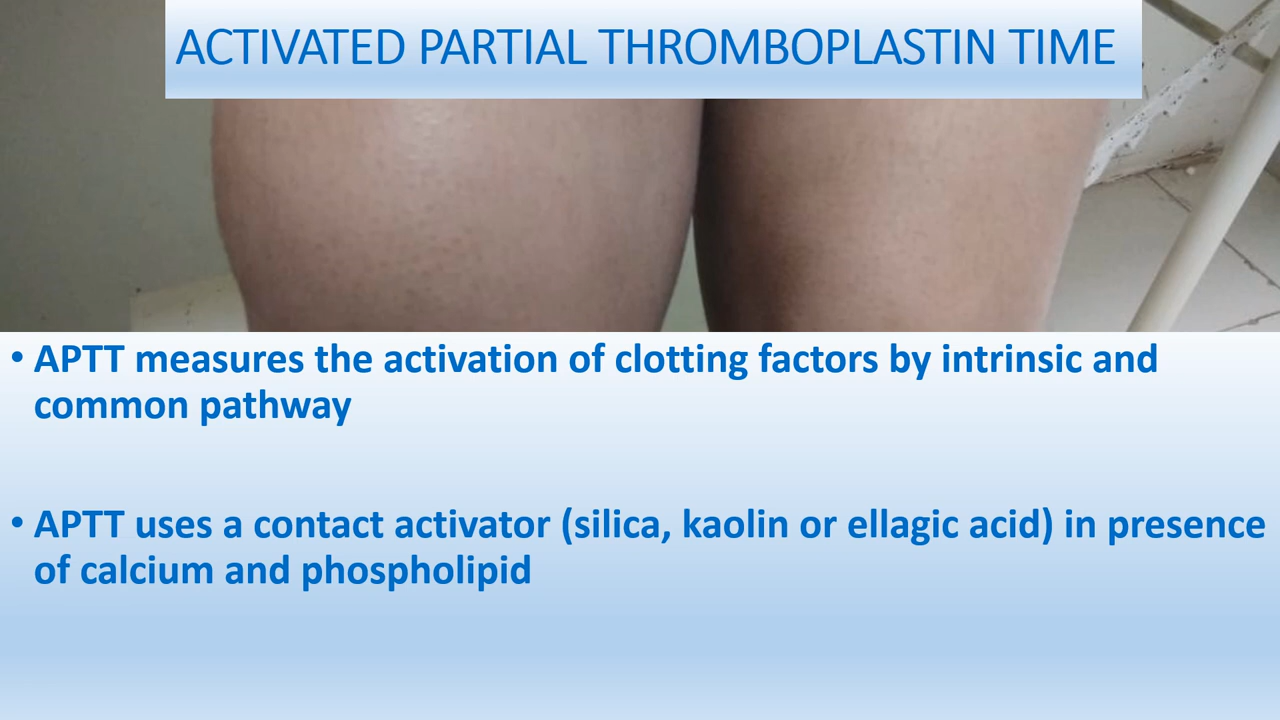 ACTIVATED PARTIAL THROMBOPLASTIN TIME
• APTT measures the activation of clotting factors by intrinsic and
common pathway
• APTT uses a contact activator (silica, kaolin or ellagic acid) in presence
of calcium and phospholipid